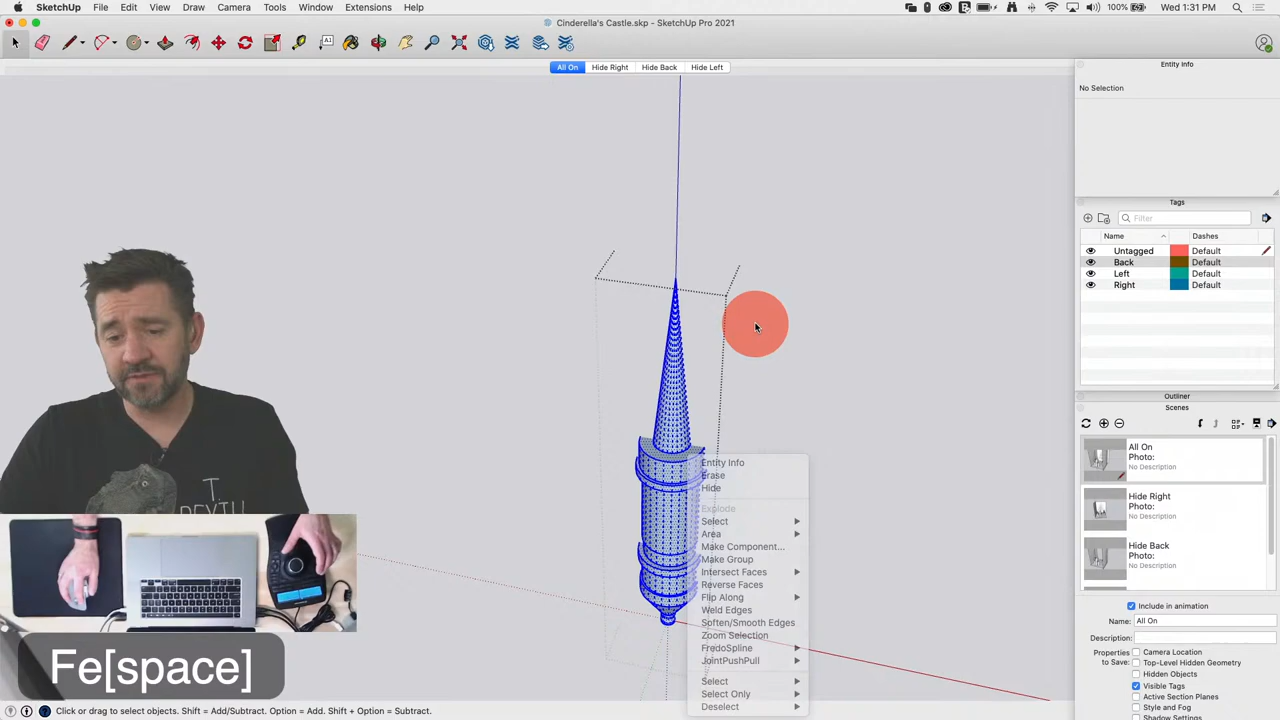 SketchUp File Edit View Draw Camera Tools Window Extensions Help 100% Wed 1:31 PM
Cinderella's Castle.skp - SketchUp Pro 2021
All On Hide Right Hide Back Hide Left
Entity Info
No Selection
Tags
Filter
Name Dashes
Untagged Default
Back Default
Left Default
Right Default
Outliner
Scenes
All On
Photo:
No Description
Hide Right
Photo:
No Description
Hide Back
Photo:
No Description
Include in animation
Name: All On
Description:
Properties to Save:
Camera Location
Top-Level Hidden Geometry
Hidden Objects
Visible Tags
Active Section Planes
Style and Fog
Shadow Settings
Entity Info
Erase
Hide
Explode
Select
Area
Make Component...
Make Group
Intersect Faces
Reverse Faces
Flip Along
Weld Edges
Soften/Smooth Edges
Zoom Selection
FredoSpline
JointPushPull
Select
Select Only
Deselect
Fe[space]
Click or drag to select objects. Shift = Add/Subtract. Option = Add. Shift + Option = Subtract.